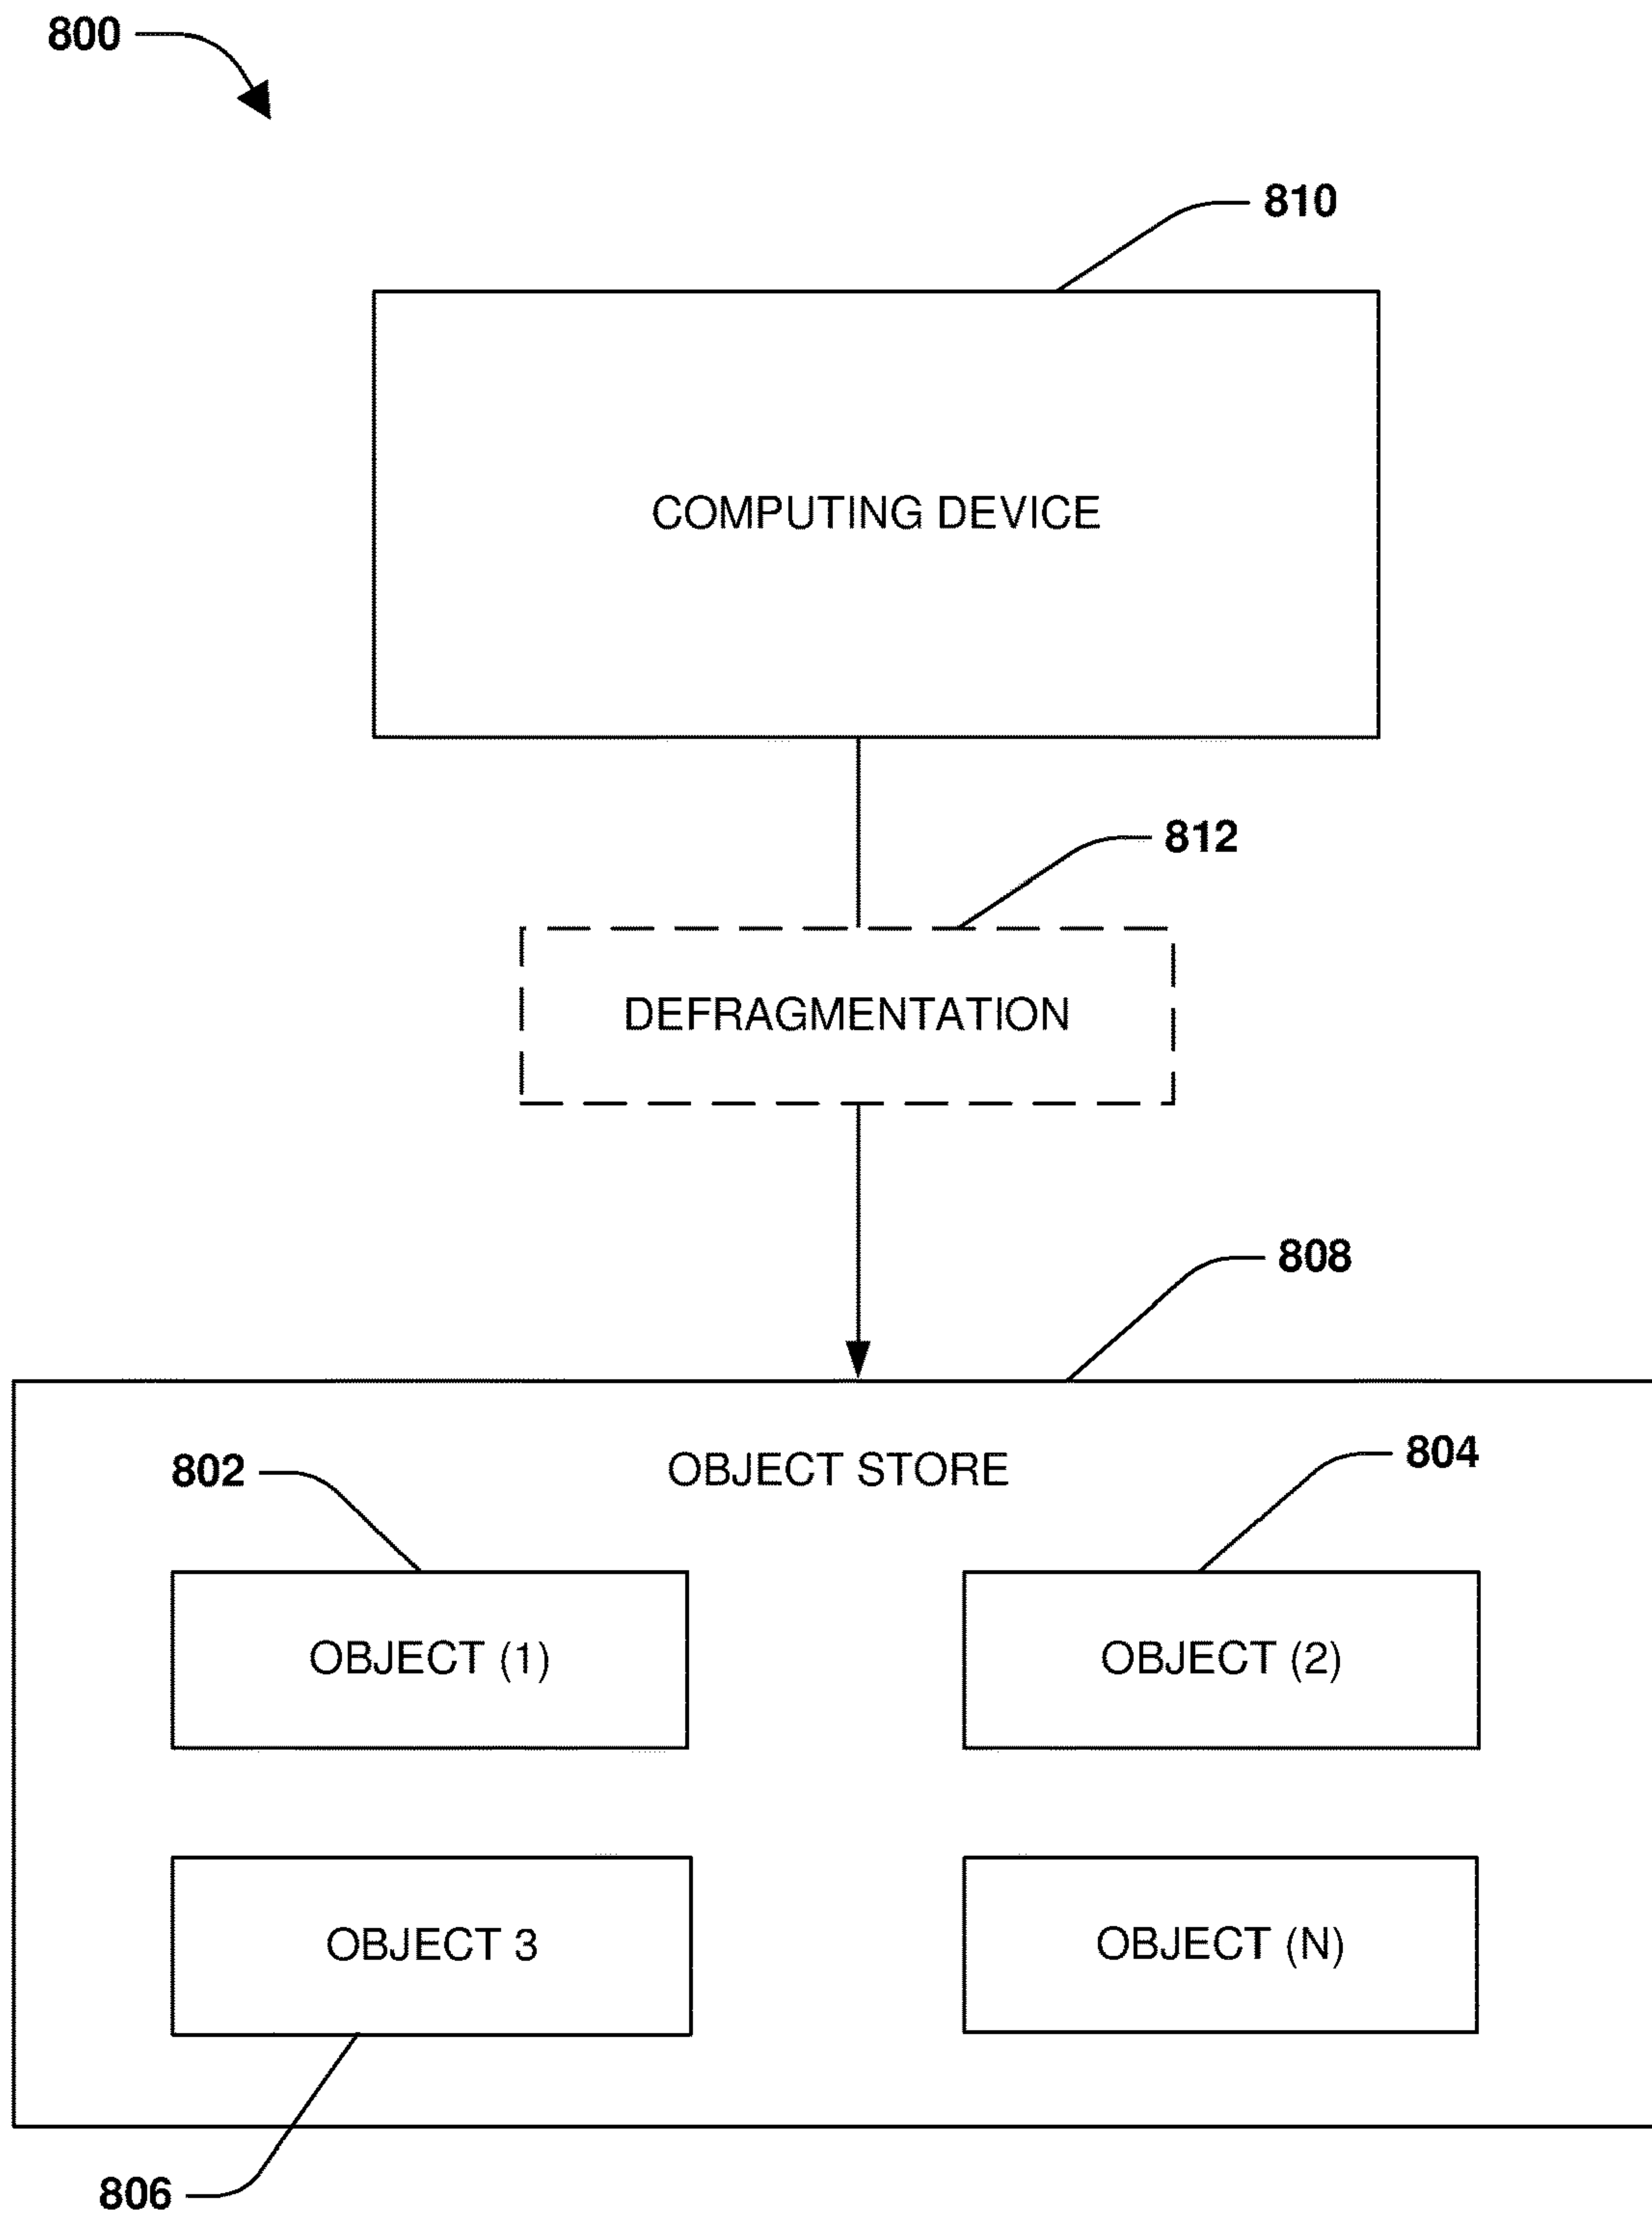 800
810
COMPUTING DEVICE
812
DEFRAGMENTATION
808
OBJECT STORE
802
804
OBJECT (1)
OBJECT (2)
OBJECT 3
OBJECT (N)
806